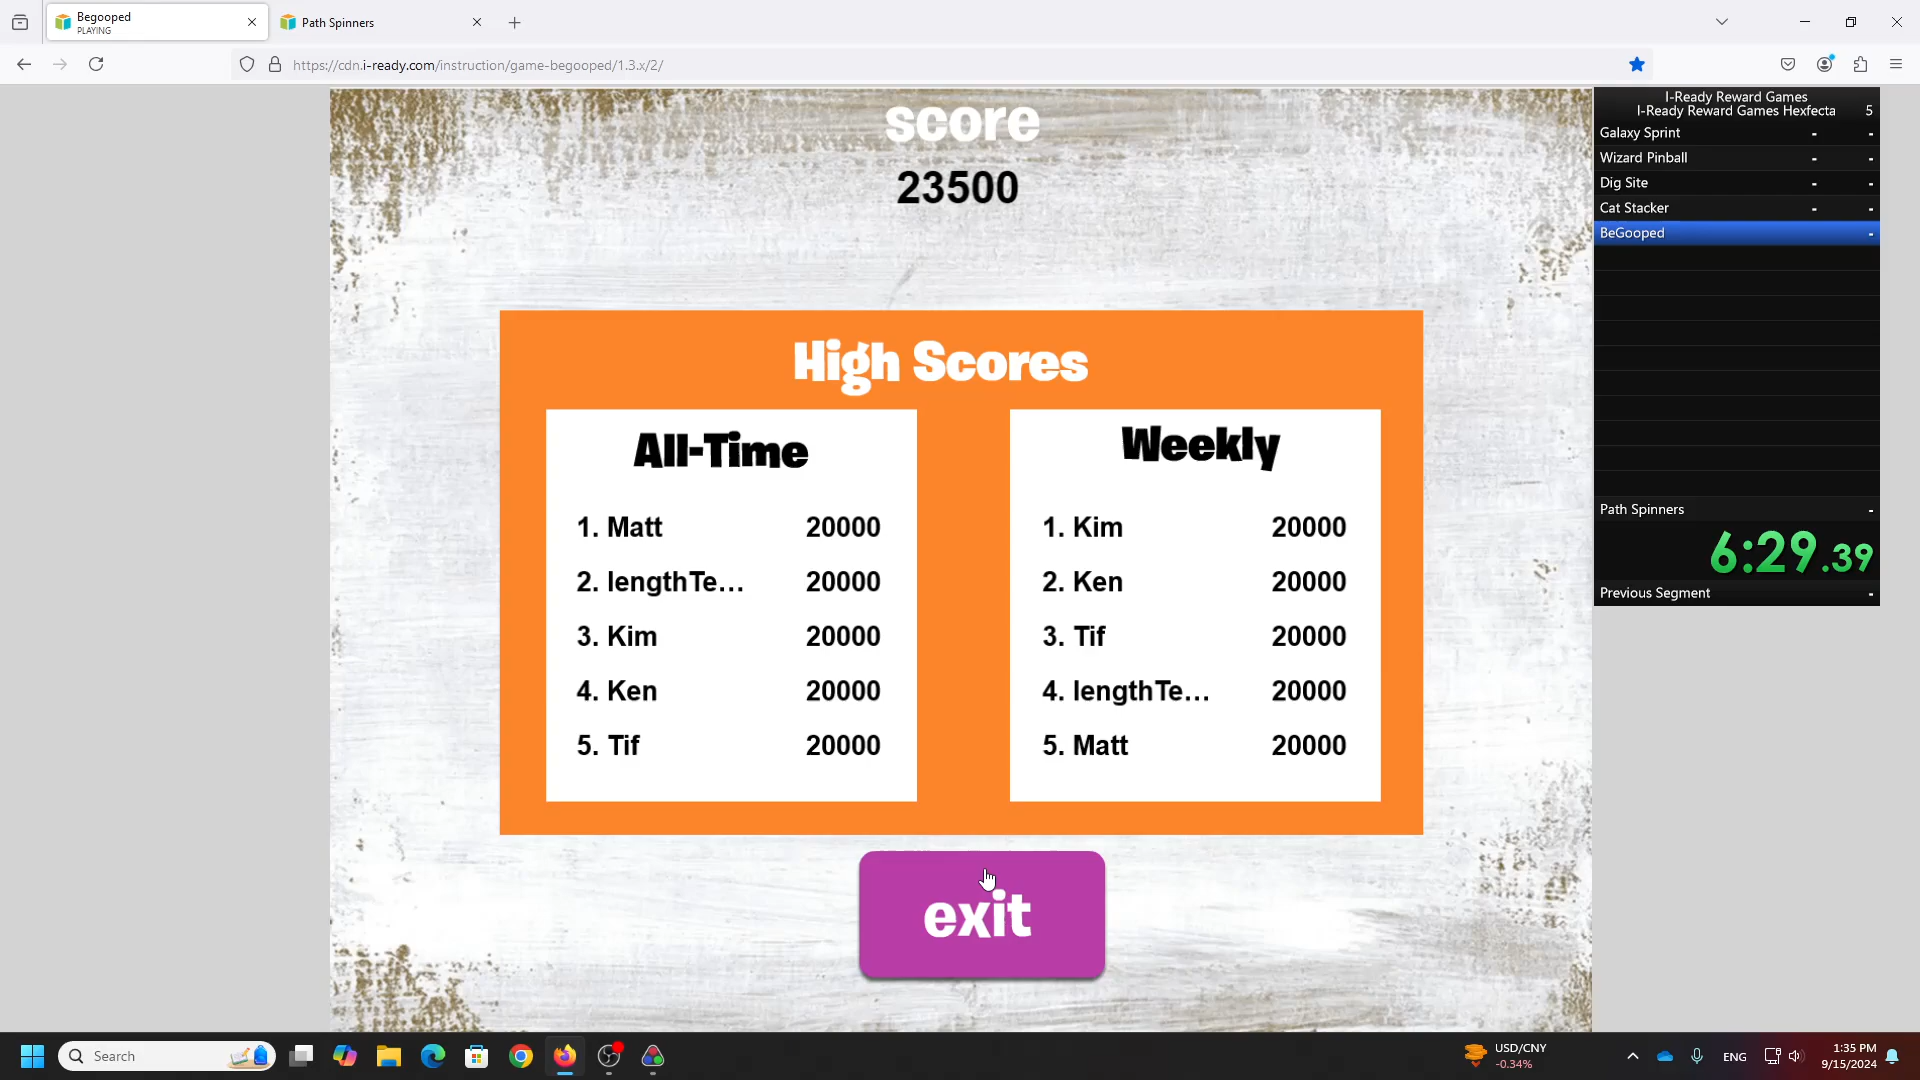 Begooped
PLAYING
Path Spinners
https://cdn.i-ready.com/instruction/game-begooped/1.3.x/2/
score
23500
High Scores
All-Time
1. Matt 20000
2. lengthTe... 20000
3. Kim 20000
4. Ken 20000
5. Tif 20000
Weekly
1. Kim 20000
2. Ken 20000
3. Tif 20000
4. lengthTe... 20000
5. Matt 20000
exit
I-Ready Reward Games
I-Ready Reward Games Hexfecta 5
Galaxy Sprint - -
Wizard Pinball - -
Dig Site - -
Cat Stacker - -
BeGooped -
Path Spinners -
6:29.39
Previous Segment -
Search
USD/CNY
-0.34%
ENG
1:35 PM
9/15/2024